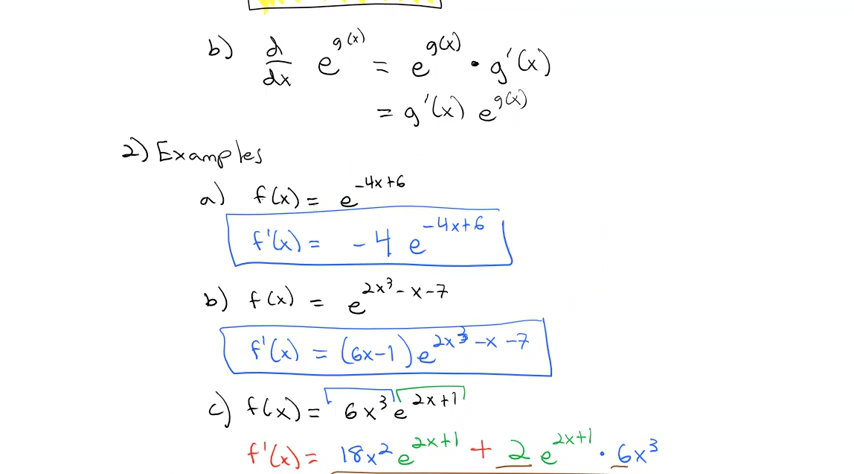 b) d/dx e^{g(x)} = e^{g(x)} • g'(x)
= g'(x) e^{g(x)}
2) Examples
a) f(x) = e^{-4x+6}
f'(x) = -4 e^{-4x+6}
b) f(x) = e^{2x³-x-7}
f'(x) = (6x-1) e^{2x³-x-7}
c) f(x) = 6x³ e^{2x+1}
f'(x) = 18x² e^{2x+1} + 2 e^{2x+1} • 6x³